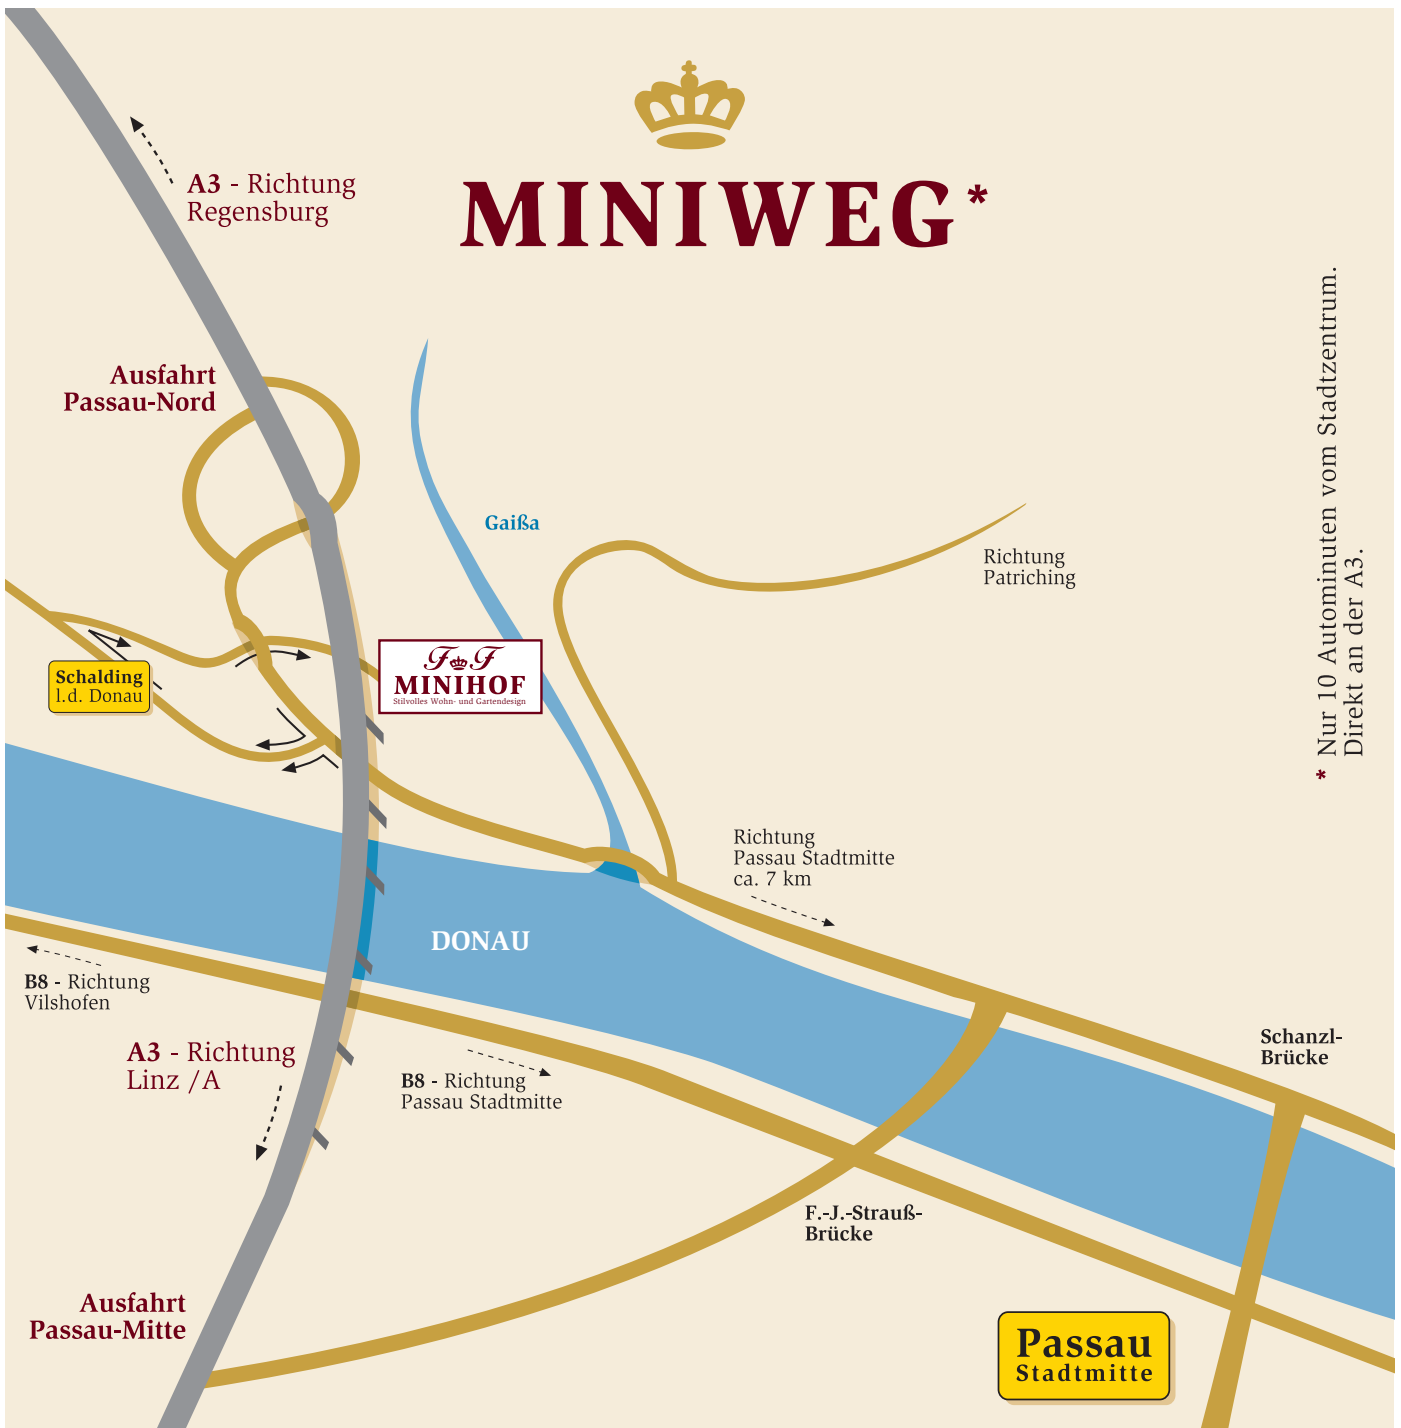 MINIWEG*
A3 - Richtung
Regensburg
Ausfahrt
Passau-Nord
* Nur 10 Autominuten vom Stadtzentrum.
Direkt an der A3.
Gaißa
Richtung
Patriching
Schalding
l.d. Donau
F F
MINIHOF
Stilvolles Wohn- und Gartendesign
Richtung
Passau Stadtmitte
ca. 7 km
DONAU
B8 - Richtung
Vilshofen
A3 - Richtung
Linz /A
B8 - Richtung
Passau Stadtmitte
Schanzl-
Brücke
F.-J.-Strauß-
Brücke
Ausfahrt
Passau-Mitte
Passau
Stadtmitte